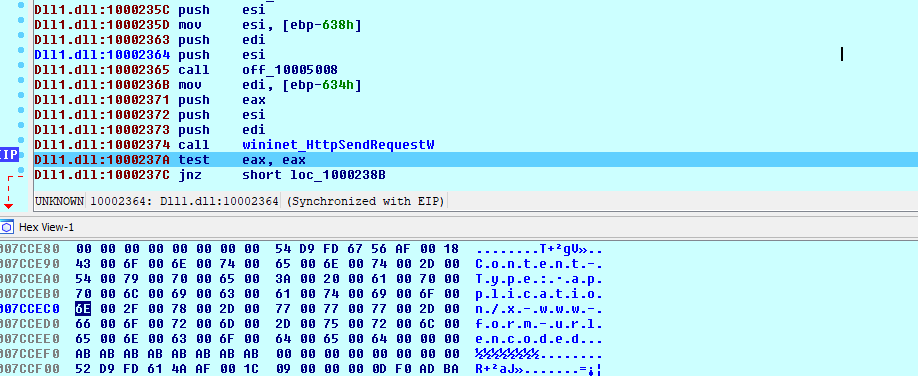 Dll1.dll:1000235C push esi
Dll1.dll:1000235D mov esi, [ebp-638h]
Dll1.dll:10002363 push edi
Dll1.dll:10002364 push esi
Dll1.dll:10002365 call off_10005008
Dll1.dll:1000236B mov edi, [ebp-634h]
Dll1.dll:10002371 push eax
Dll1.dll:10002372 push esi
Dll1.dll:10002373 push edi
Dll1.dll:10002374 call wininet_HttpSendRequestW
EIP Dll1.dll:1000237A test eax, eax
Dll1.dll:1000237C jnz short loc_1000238B
UNKNOWN 10002364: Dll1.dll:10002364 (Synchronized with EIP)
Hex View-1
007CCE80 00 00 00 00 00 00 00 00 54 D9 FD 67 56 AF 00 18 ........T+²gV»..
007CCE90 43 00 6F 00 6E 00 74 00 65 00 6E 00 74 00 2D 00 C.o.n.t.e.n.t.-.
007CCEA0 54 00 79 00 70 00 65 00 3A 00 20 00 61 00 70 00 T.y.p.e.:.·.a.p.
007CCEB0 70 00 6C 00 69 00 63 00 61 00 74 00 69 00 6F 00 p.l.i.c.a.t.i.o.
007CCEC0 6E 00 2F 00 78 00 2D 00 77 00 77 00 77 00 2D 00 n./.x.-.w.w.w.-.
007CCED0 66 00 6F 00 72 00 6D 00 2D 00 75 00 72 00 6C 00 f.o.r.m.-.u.r.l.
007CCEE0 65 00 6E 00 63 00 6F 00 64 00 65 00 64 00 00 00 e.n.c.o.d.e.d...
007CCEF0 AB AB AB AB AB AB AB AB 00 00 00 00 00 00 00 00 ½½½½½½½½........
007CCF00 52 D9 FD 61 4A AF 00 1C 09 00 00 00 0D F0 AD BA R+²aJ».......=¡¦